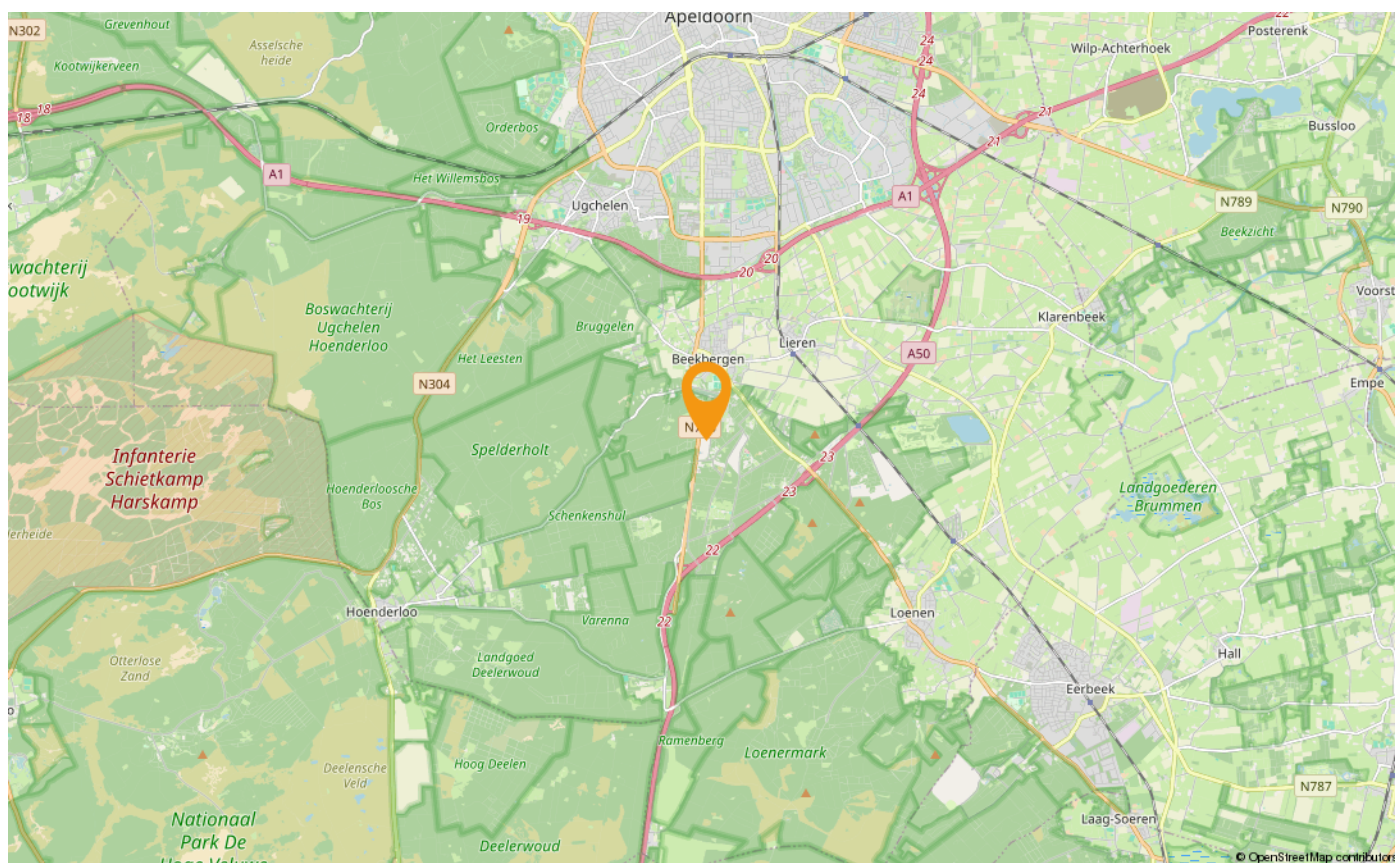 Grevenhout
Apeldoorn
22
N302
Posterenk
Asselsche
heide
24
Wilp-Achterhoek
24
Kootwijkerveen
24
18
18
21
Orderbos
21
Bussloo
A1
Het Willemsbos
A1
N789
N790
Ugchelen
19
Beekzicht
20
20
Boswachterij
Ugchelen
Hoenderloo
Klarenbeek
Bruggelen
Lieren
A50
Het Leesten
Beekbergen
Empe
N304
Spelderholt
Infanterie
Schietkamp
Harskamp
23
23
Hoenderloosche
Bos
Landgoederen
Brummen
Schenkenshul
22
Hoenderloo
Varenna
22
Loenen
Otterlose
Zand
Landgoed
Deelerwoud
Hall
Eerbeek
Ramenberg
Loenermark
Hoog Deelen
Deelensche
Veld
N787
Nationaal
Park De
Laag-Soeren
Deelerwoud
© OpenStreetMap contributor